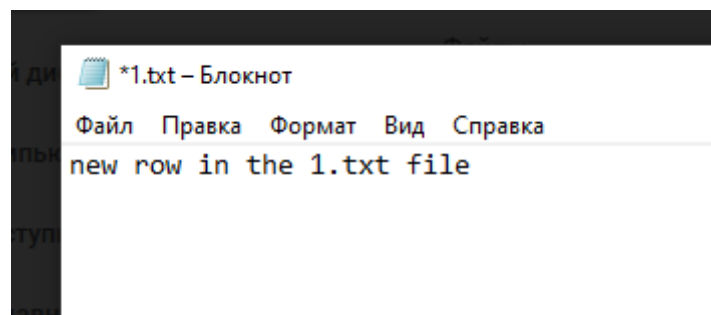 *1.txt – Блокнот
Файл Правка Формат Вид Справка
new row in the 1.txt file